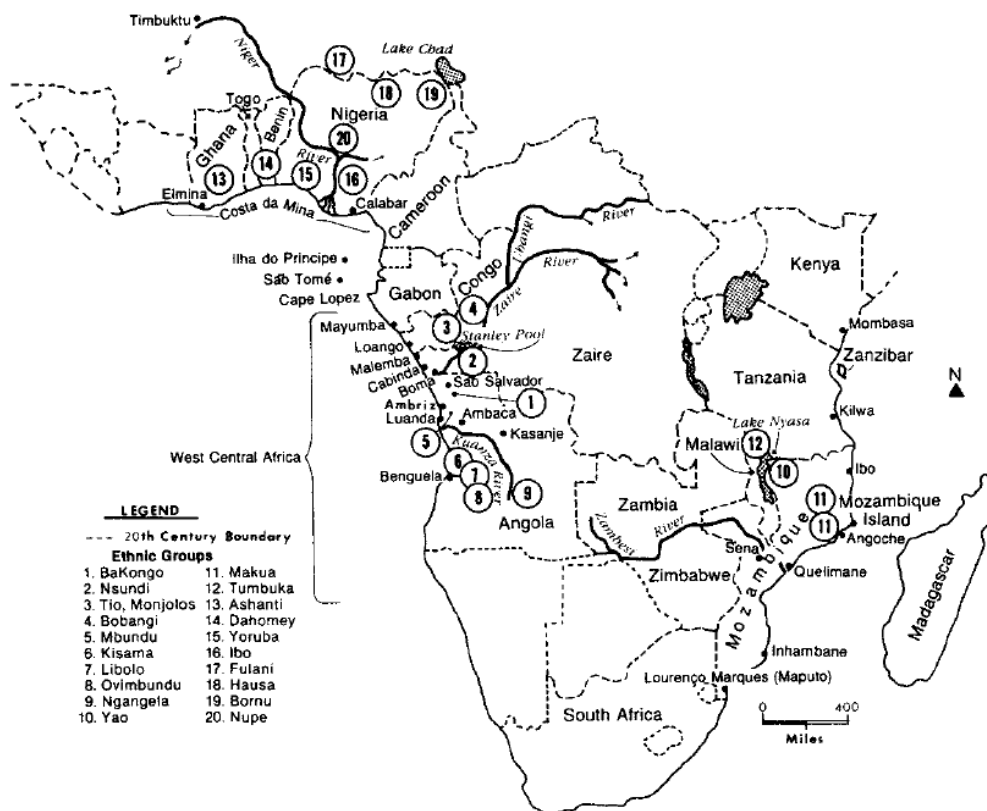 Timbuktu
Niger
Lake Chad
17
18
19
Togo
Benin
Nigeria
Ghana
20
River
13
14
15
16
Elmina
Costa da Mina
Calabar
Cameroon
Ubangi
River
River
Ilha do Principe
São Tomé
Cape Lopez
Gabon
Congo
Zaire
4
3
Kenya
Mayumba
Stanley Pool
Mombasa
Loango
Malemba
2
Zaire
Zanzibar
Cabinda
Boma
São Salvador
Tanzania
N
1
Ambriz
Luanda
Ambaca
Kilwa
Kasanje
Lake Nyasa
5
Malawi
12
West Central Africa
Kuanza River
6
10
Ibo
Benguela
7
8
9
Angola
Zambia
11
Mozambique
Island
11
Angoche
Zambesi
River
Sena
Quelimane
Zimbabwe
Mozambique
Madagascar
Inhambane
Lourenço Marques (Maputo)
South Africa
0 400
Miles
LEGEND
--- 20th Century Boundary
Ethnic Groups
1. BaKongo 11. Makua
2. Nsundi 12. Tumbuka
3. Tio, Monjolos 13. Ashanti
4. Bobangi 14. Dahomey
5. Mbundu 15. Yoruba
6. Kisama 16. Ibo
7. Libolo 17. Fulani
8. Ovimbundu 18. Hausa
9. Ngangela 19. Bornu
10. Yao 20. Nupe